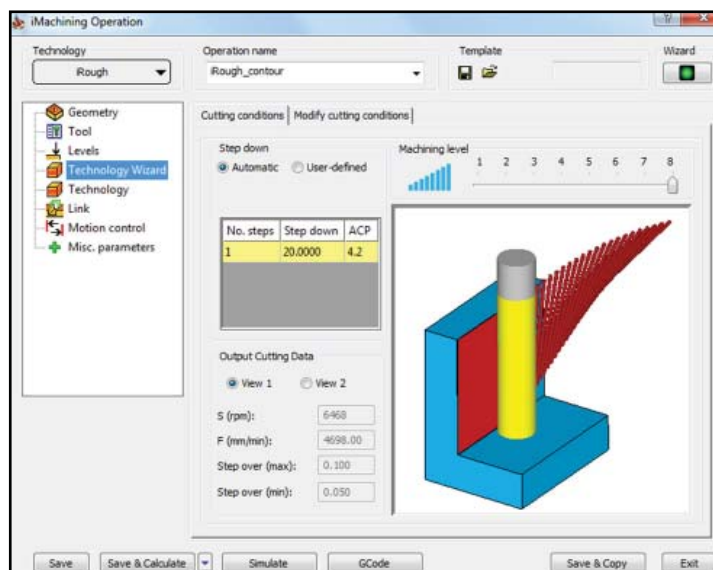 iMachining Operation
Technology
iRough
Operation name
iRough_contour
Template
Wizard
Geometry
Tool
Levels
Technology Wizard
Technology
Link
Motion control
Misc. parameters
Cutting conditions
Modify cutting conditions
Step down
Automatic
User-defined
Machining level
1 2 3 4 5 6 7 8
No. steps Step down ACP
1 20.0000 4.2
Output Cutting Data
View 1
View 2
S (rpm): 6468
F (mm/min): 4698.00
Step over (max): 0.100
Step over (min): 0.050
Save
Save & Calculate
Simulate
GCode
Save & Copy
Exit